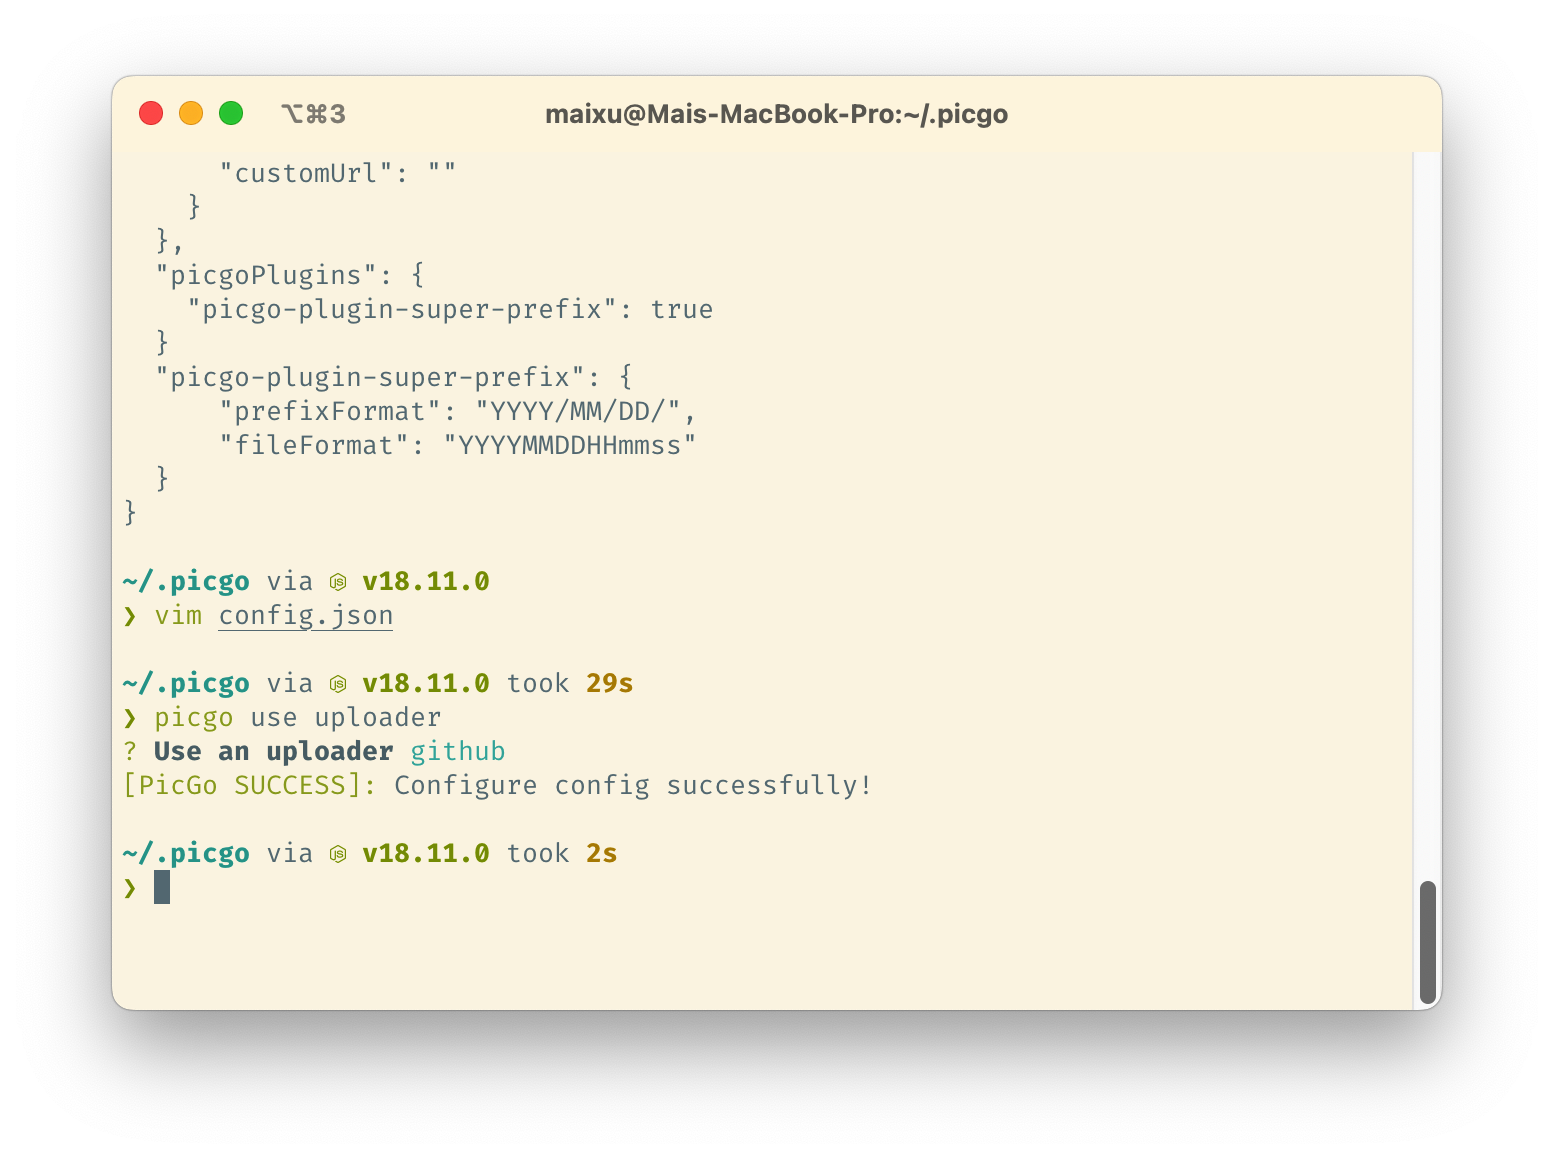 ⌥⌘3 maixu@Mais-MacBook-Pro:~/.picgo
      "customUrl": ""
    }
  },
  "picgoPlugins": {
    "picgo-plugin-super-prefix": true
  }
  "picgo-plugin-super-prefix": {
      "prefixFormat": "YYYY/MM/DD/",
      "fileFormat": "YYYYMMDDHHmmss"
  }
}
~/.picgo via JS v18.11.0
❯ vim config.json
~/.picgo via JS v18.11.0 took 29s
❯ picgo use uploader
? Use an uploader github
[PicGo SUCCESS]: Configure config successfully!
~/.picgo via JS v18.11.0 took 2s
❯